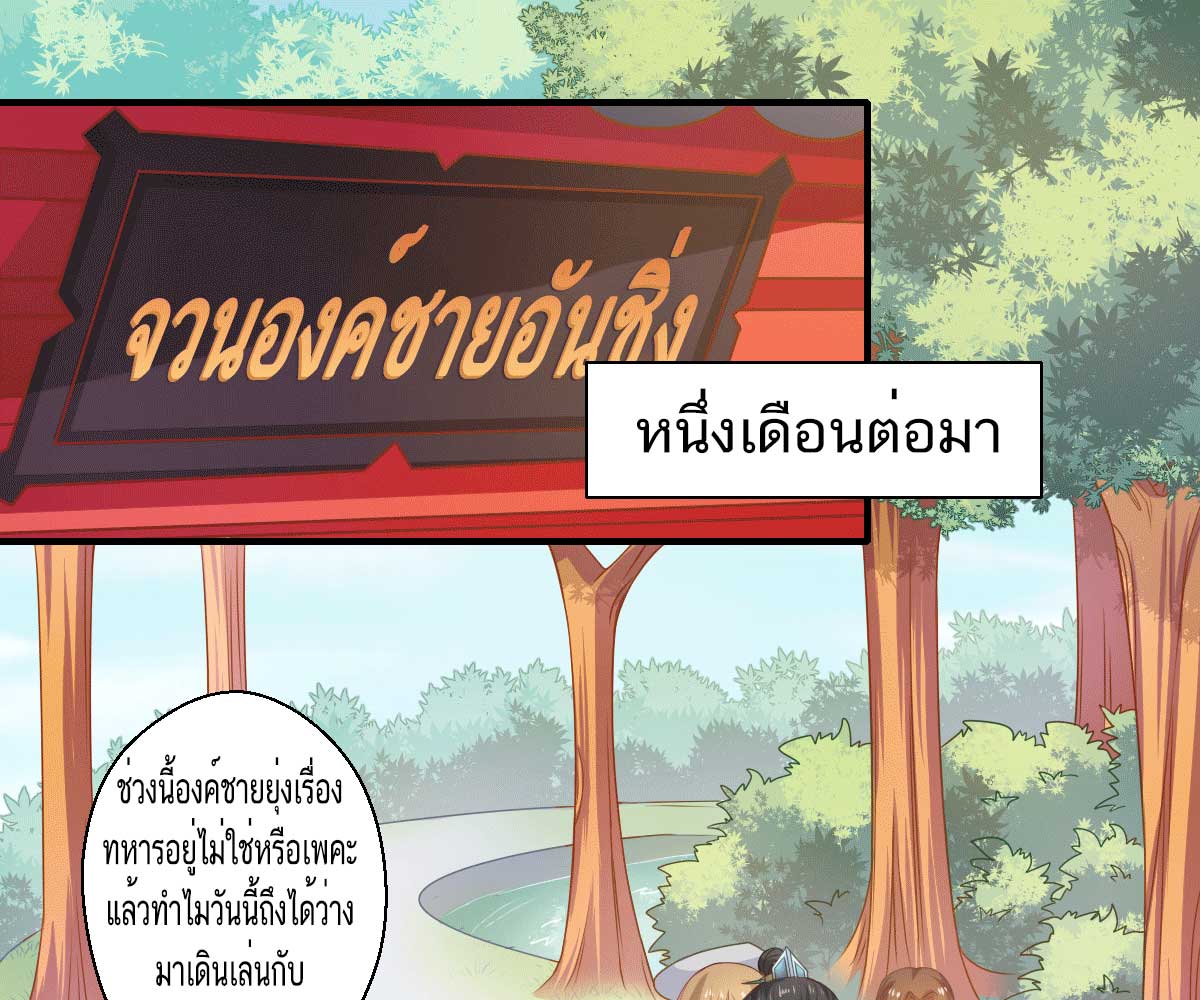 จวนองค์ชายอันชิ่ง
หนึ่งเดือนต่อมา
ช่วงนี้องค์ชายยุ่งเรื่อง
ทหารอยู่ไม่ใช่หรือเพคะ
แล้วทำไมวันนี้ถึงได้ว่าง
มาเดินเล่นกับ